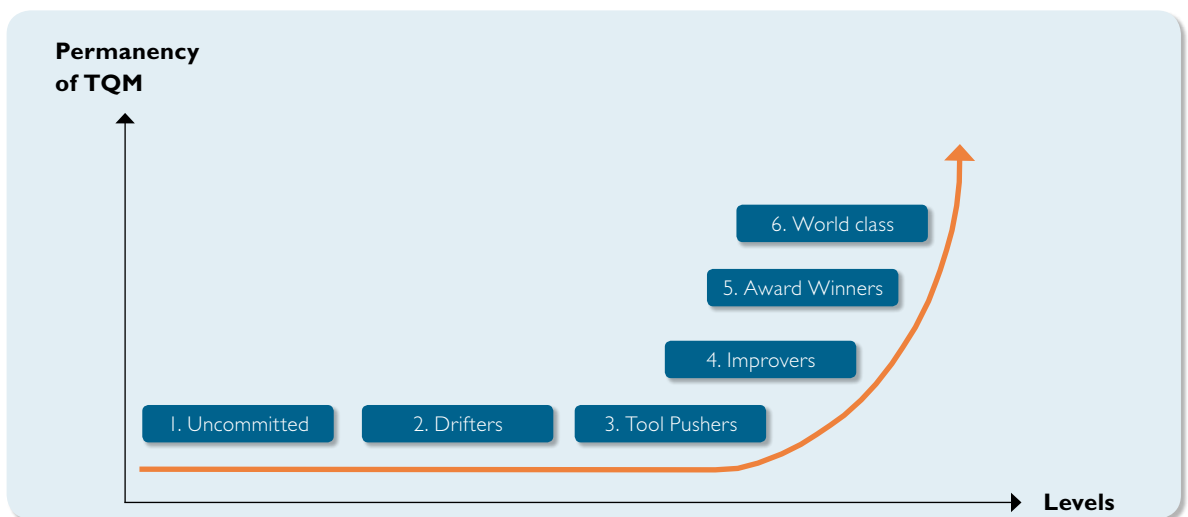 Permanency
of TQM
6. World class
5. Award Winners
4. Improvers
1. Uncommitted
2. Drifters
3. Tool Pushers
Levels